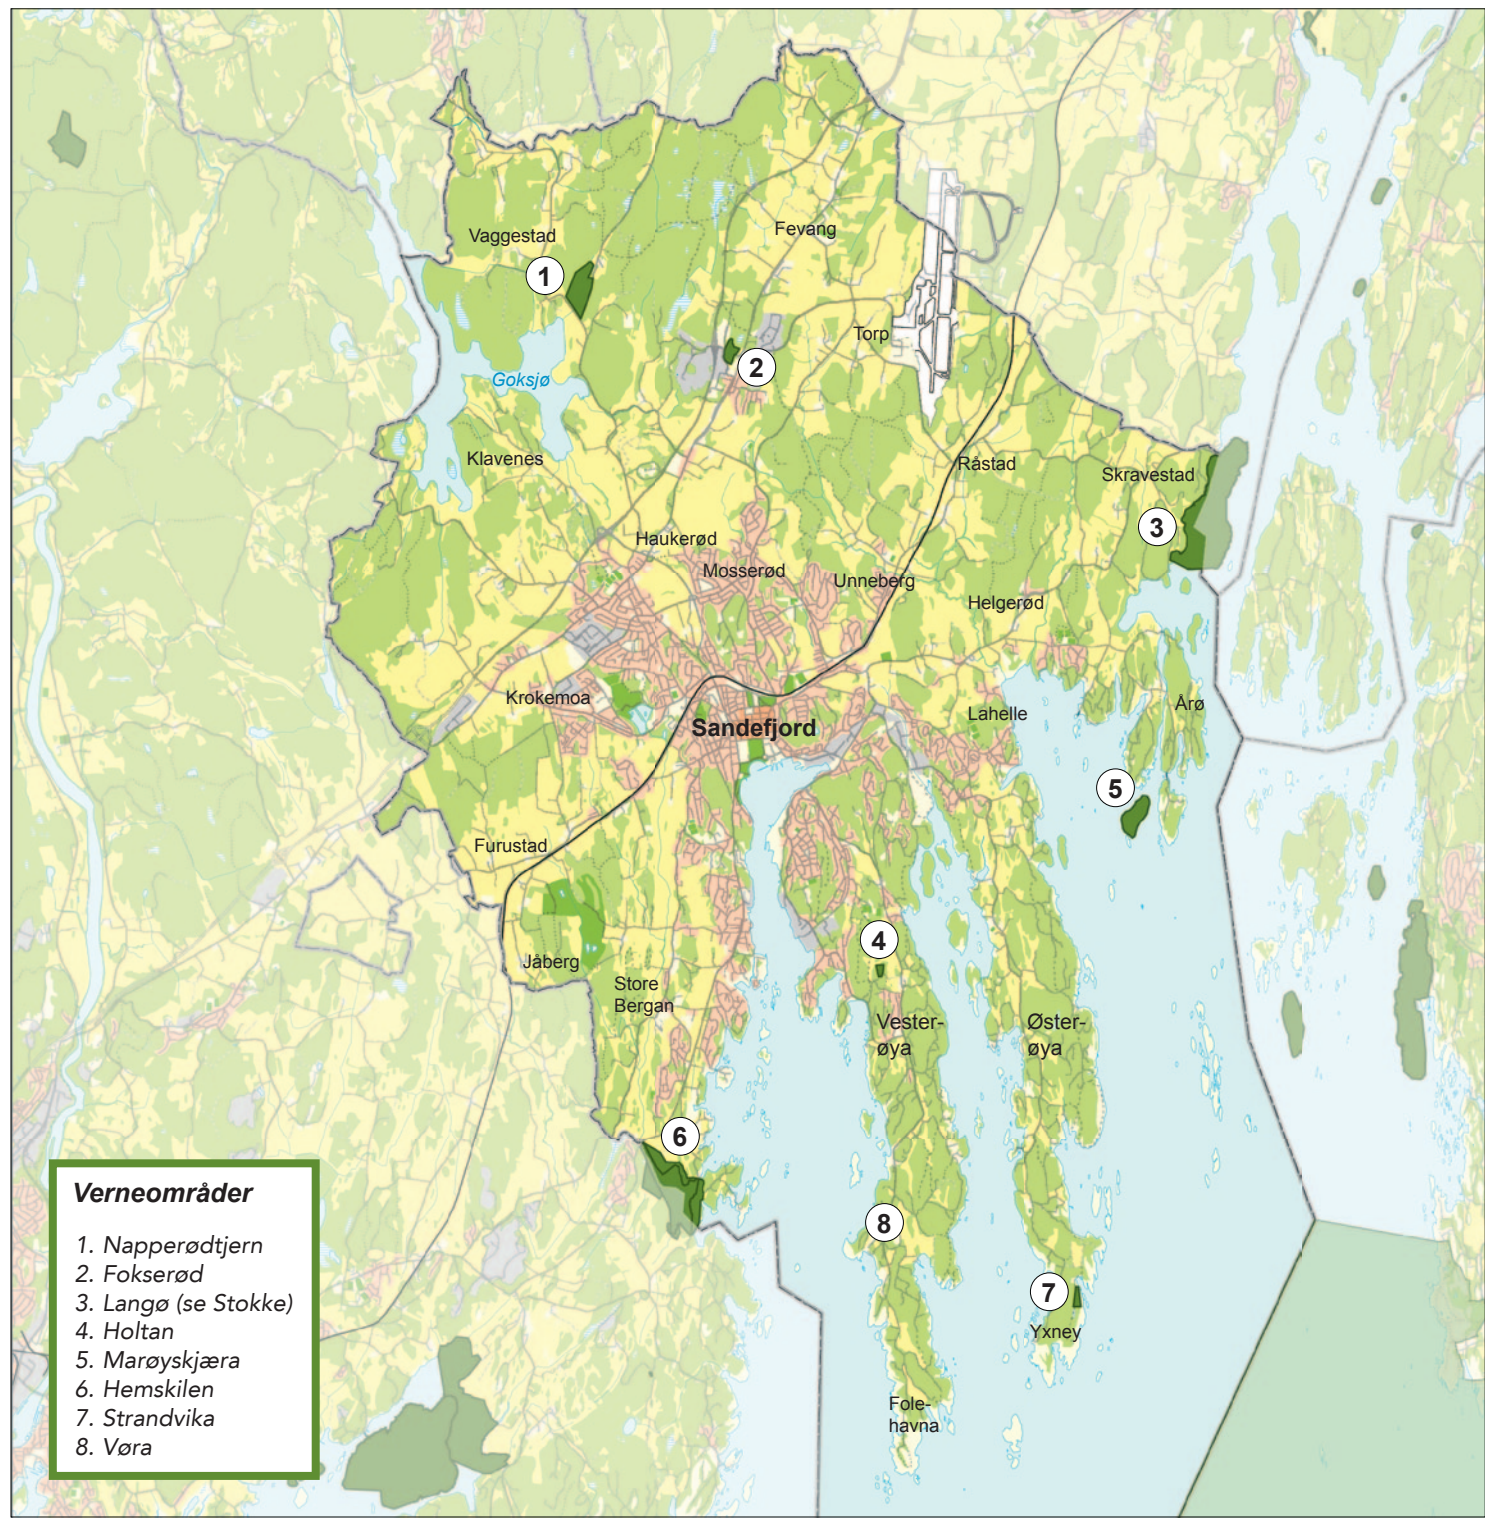 Vaggestad
Fevang
1
Torp
2
Goksjø
Klavenes
Råstad
Skravestad
3
Haukerød
Mosserød
Unneberg
Helgerød
Krokemoa
Sandefjord
Lahelle
Årø
5
Furustad
4
Jåberg
Store
Bergan
Vester-
øya
Øster-
øya
6
8
7
Yxney
Fole-
havna
Verneområder
1. Napperødtjern
2. Fokserød
3. Langø (se Stokke)
4. Holtan
5. Marøyskjæra
6. Hemskilen
7. Strandvika
8. Vøra